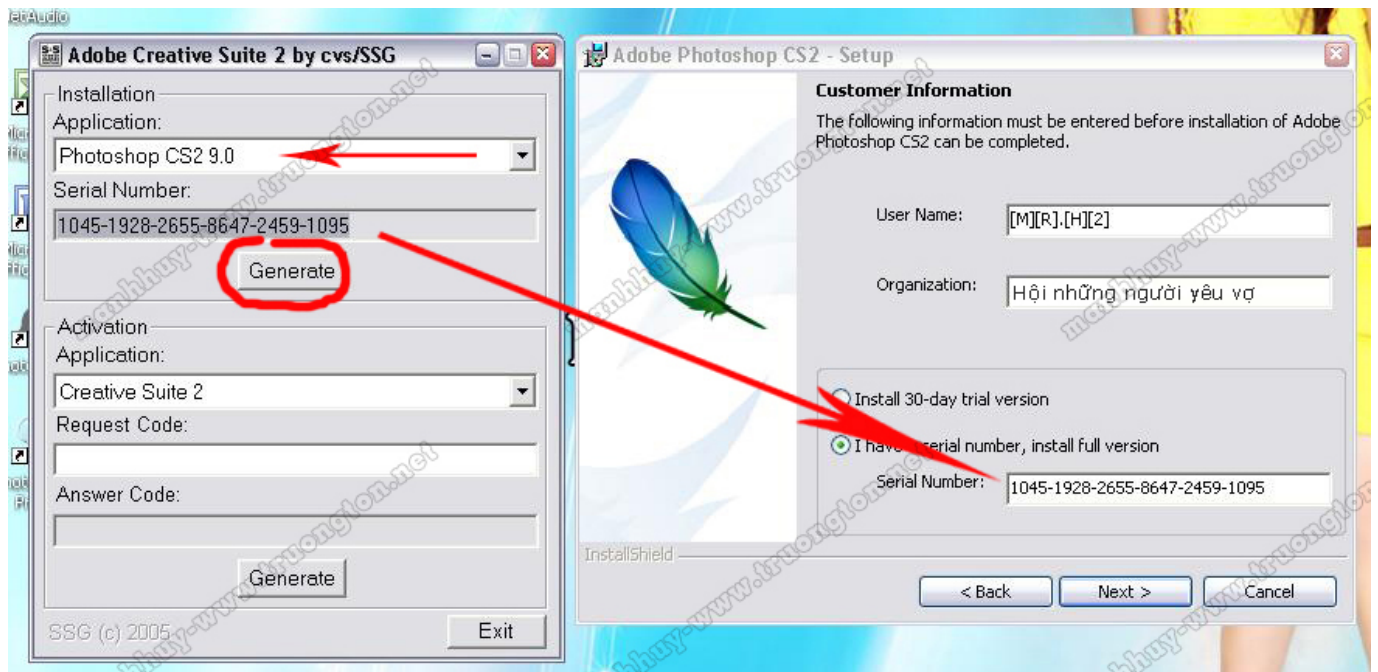 Adobe Creative Suite 2 by cvs/SSG
Installation
Application:
Photoshop CS2 9.0
Serial Number:
1045-1928-2655-8647-2459-1095
Generate
Activation
Application:
Creative Suite 2
Request Code:
Answer Code:
Generate
SSG (c) 2005
Exit
Adobe Photoshop CS2 - Setup
Customer Information
The following information must be entered before installation of Adobe
Photoshop CS2 can be completed.
User Name:
[M][R].[H][2]
Organization:
Hội những người yêu vợ
Install 30-day trial version
I have serial number, install full version
Serial Number:
1045-1928-2655-8647-2459-1095
InstallShield
< Back
Next >
Cancel
manhhuy-www.truongton.net